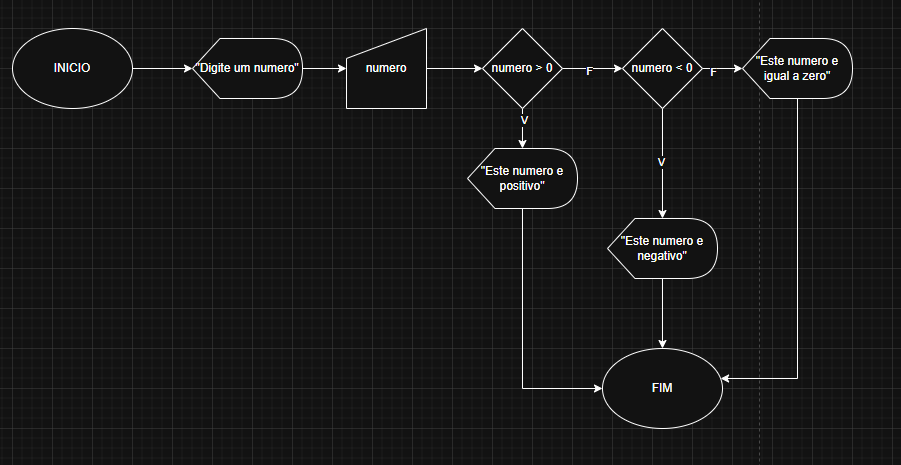 INICIO
"Digite um numero"
numero
numero > 0
F
numero < 0
F
"Este numero e
igual a zero"
V
"Este numero e
positivo"
V
"Este numero e
negativo"
FIM